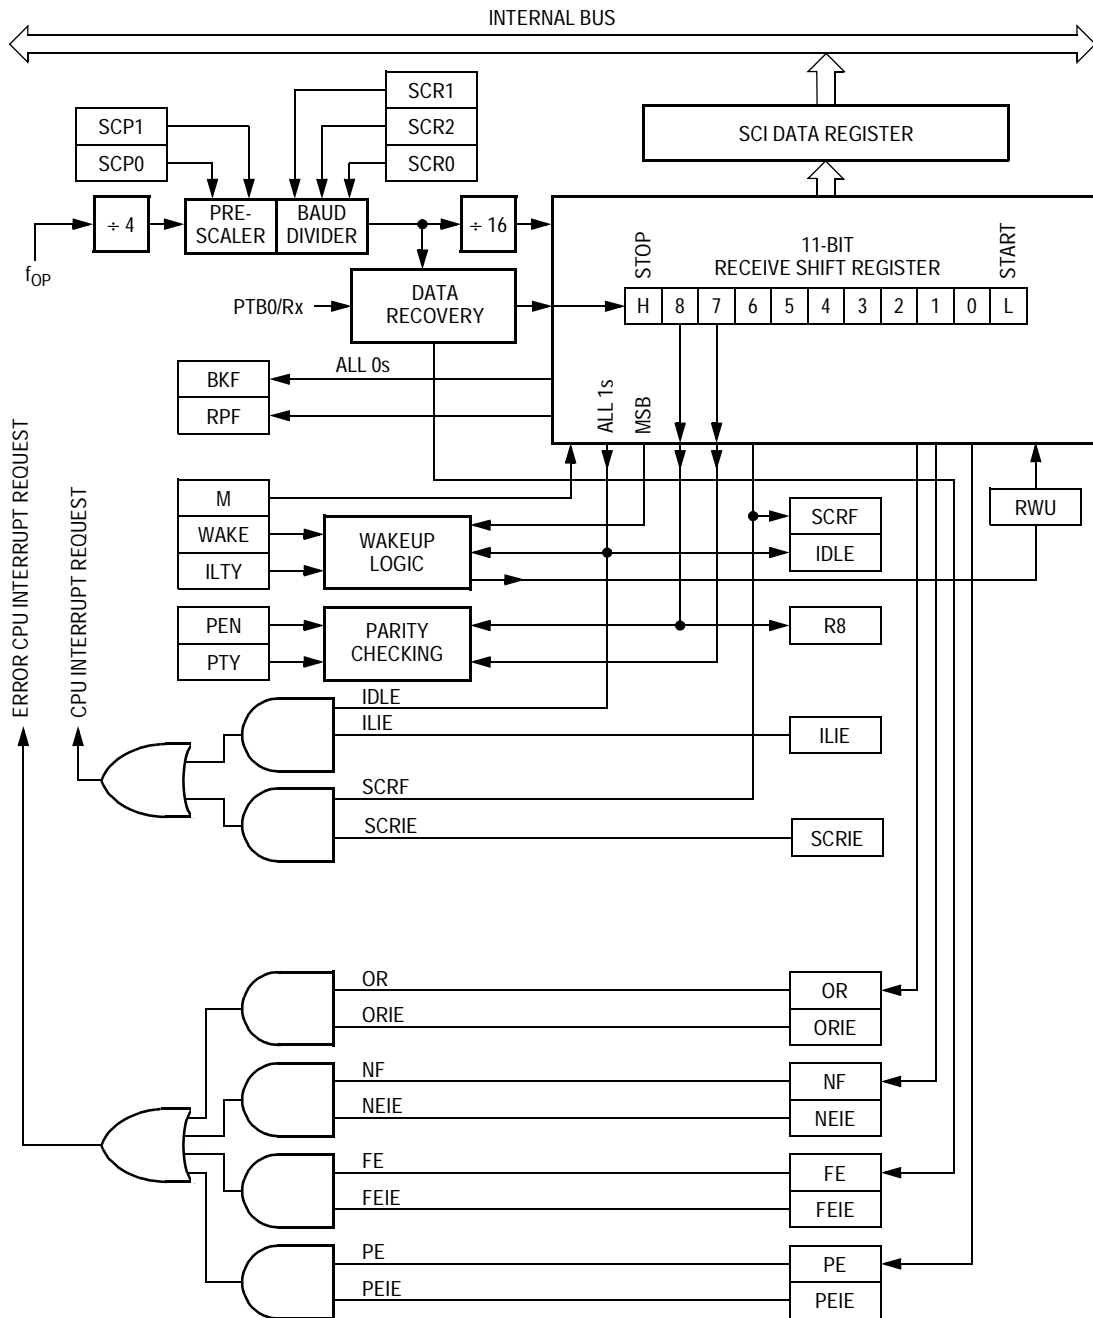 INTERNAL BUS
SCR1
SCR2
SCR0
SCP1
SCP0
SCI DATA REGISTER
÷ 4
PRE-
SCALER
BAUD
DIVIDER
÷ 16
fOP
11-BIT
RECEIVE SHIFT REGISTER
STOP
START
H 8 7 6 5 4 3 2 1 0 L
PTB0/Rx
DATA
RECOVERY
ALL 0s
BKF
RPF
ALL 1s
MSB
M
WAKE
ILTY
WAKEUP
LOGIC
SCRF
IDLE
RWU
PEN
PTY
PARITY
CHECKING
R8
ERROR CPU INTERRUPT REQUEST
CPU INTERRUPT REQUEST
IDLE
ILIE
ILIE
SCRF
SCRIE
SCRIE
OR
ORIE
OR
ORIE
NF
NEIE
NF
NEIE
FE
FEIE
FE
FEIE
PE
PEIE
PE
PEIE